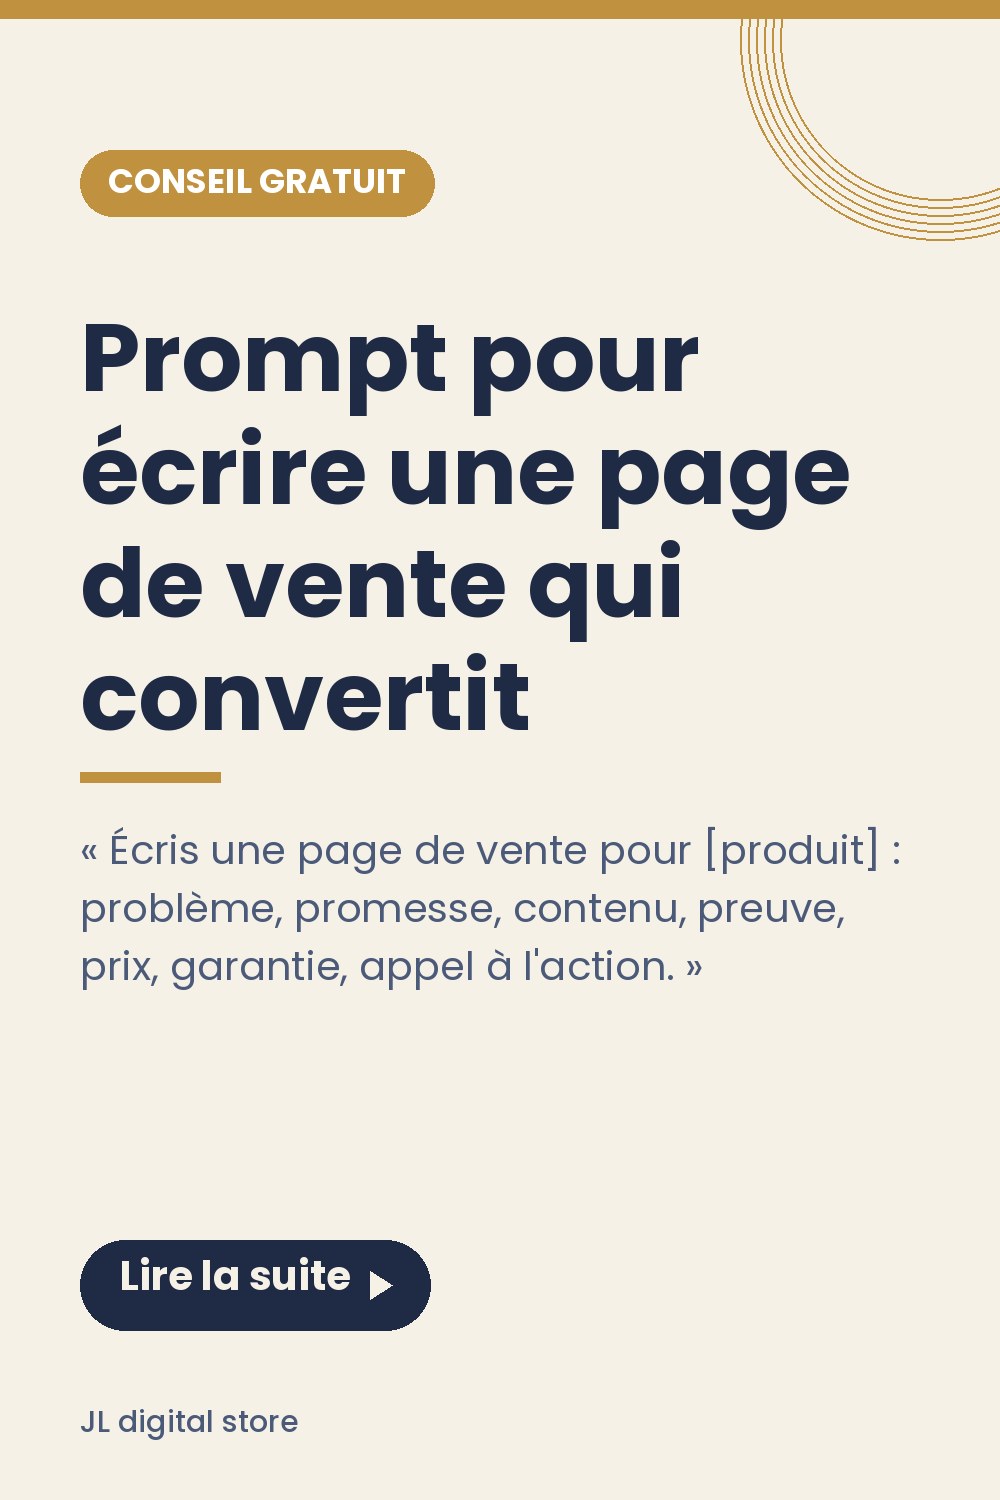 CONSEIL GRATUIT
Prompt pour
écrire une page
de vente qui
convertit
« Écris une page de vente pour [produit] :
problème, promesse, contenu, preuve,
prix, garantie, appel à l'action. »
Lire la suite
JL digital store